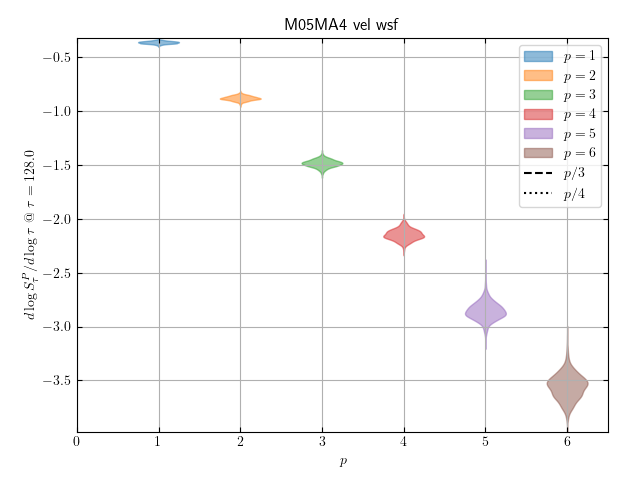 M05MA4 vel wsf
d log S_τ^P / d log τ @ τ = 128.0
−0.5
−1.0
−1.5
−2.0
−2.5
−3.0
−3.5
0 1 2 3 4 5 6
p
p = 1
p = 2
p = 3
p = 4
p = 5
p = 6
p/3
p/4